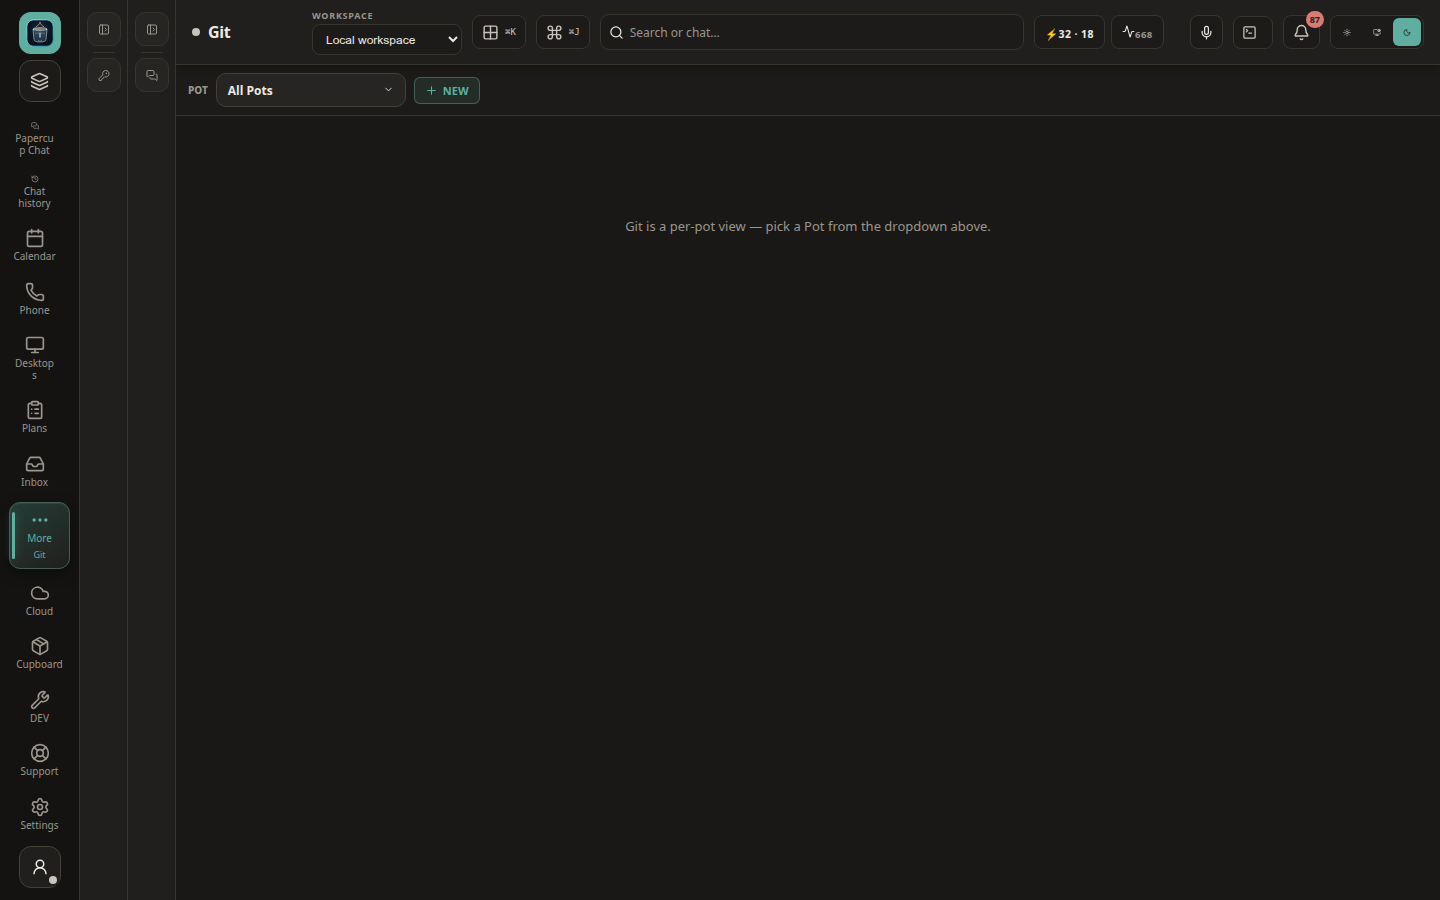 Git
WORKSPACE
Local workspace
⌘K
⌘J
Search or chat…
⚡32 · 18
668
87
POT
All Pots
NEW
Papercu
p Chat
Chat
history
Calendar
Phone
Desktop
s
Plans
Inbox
More
Git
Cloud
Cupboard
DEV
Support
Settings
Git is a per-pot view — pick a Pot from the dropdown above.